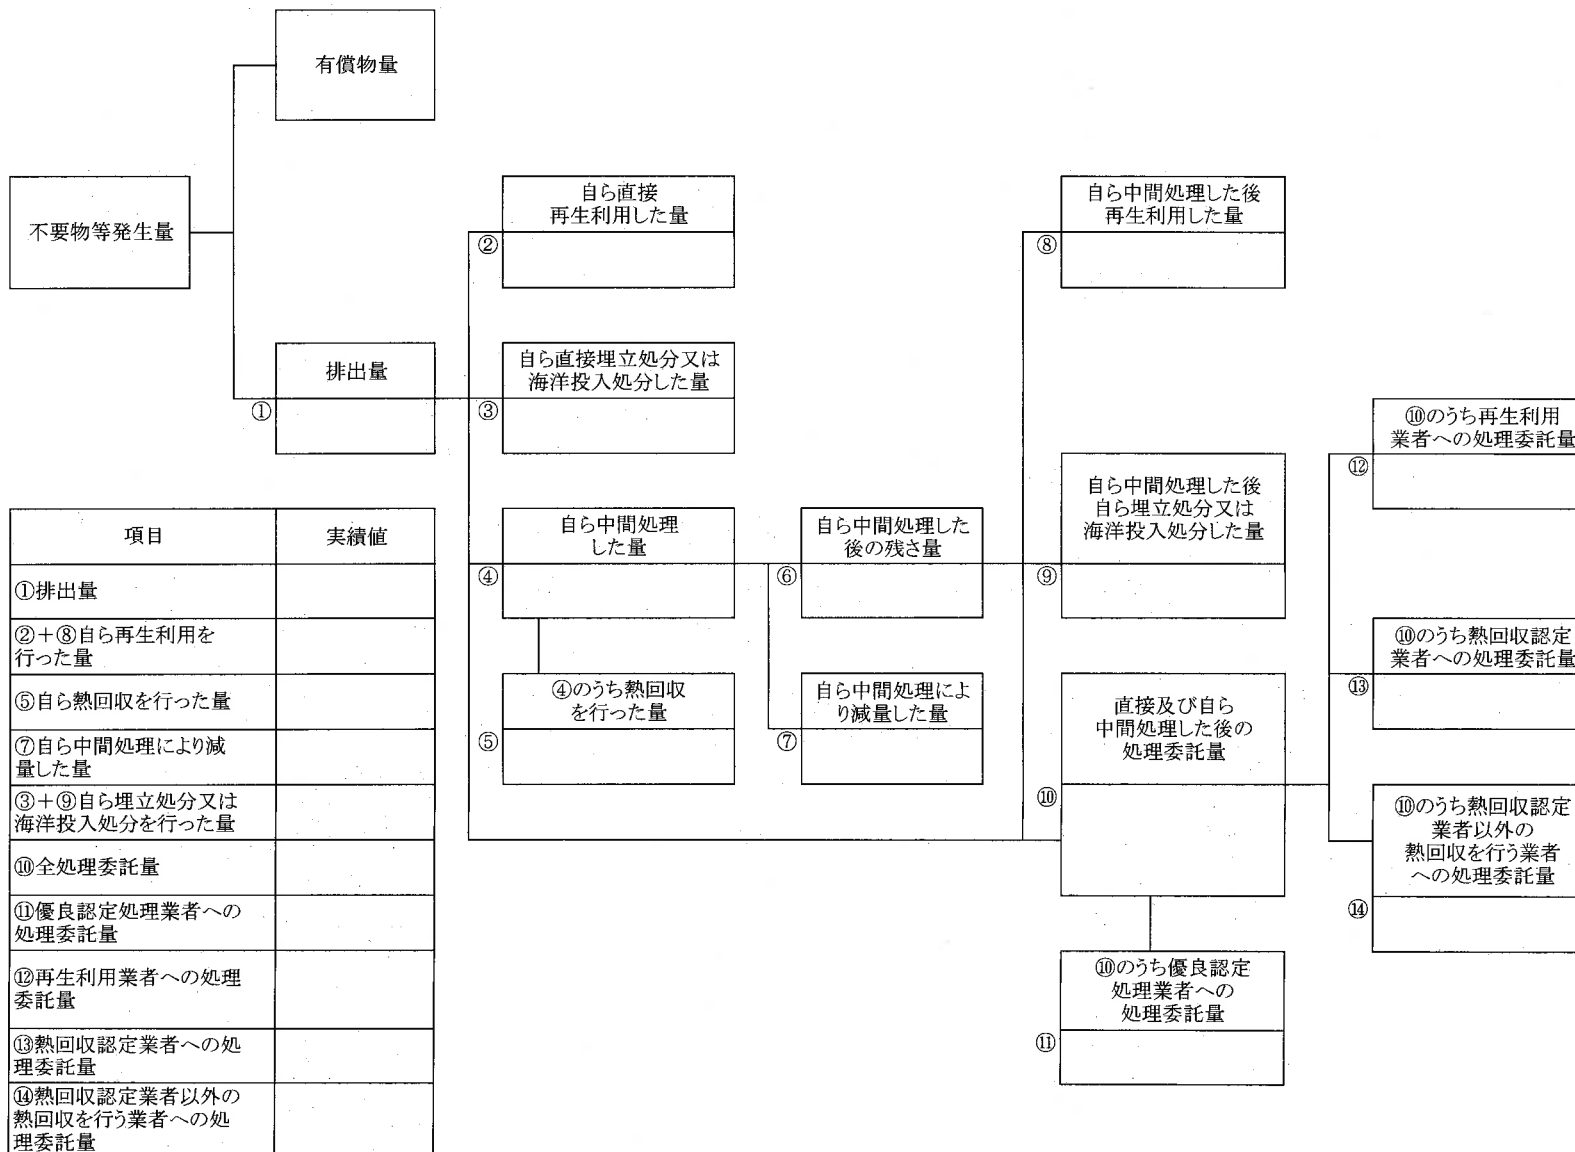 有償物量
不要物等発生量
自ら直接
再生利用した量
②
自ら中間処理した後
再生利用した量
⑧
排出量
①
自ら直接埋立処分又は
海洋投入処分した量
③
⑩のうち再生利用
業者への処理委託量
⑫
自ら中間処理した後
自ら埋立処分又は
海洋投入処分した量
⑨
自ら中間処理
した量
④
自ら中間処理した
後の残さ量
⑥
④のうち熱回収
を行った量
⑤
自ら中間処理によ
り減量した量
⑦
直接及び自ら
中間処理した後の
処理委託量
⑩
⑩のうち熱回収認定
業者への処理委託量
⑬
⑩のうち熱回収認定
業者以外の
熱回収を行う業者
への処理委託量
⑭
⑩のうち優良認定
処理業者への
処理委託量
⑪
項目 実績値
①排出量
②+⑧自ら再生利用を
行った量
⑤自ら熱回収を行った量
⑦自ら中間処理により減
量した量
③+⑨自ら埋立処分又は
海洋投入処分を行った量
⑩全処理委託量
⑪優良認定処理業者への
処理委託量
⑫再生利用業者への処理
委託量
⑬熱回収認定業者への処
理委託量
⑭熱回収認定業者以外の
熱回収を行う業者への処
理委託量